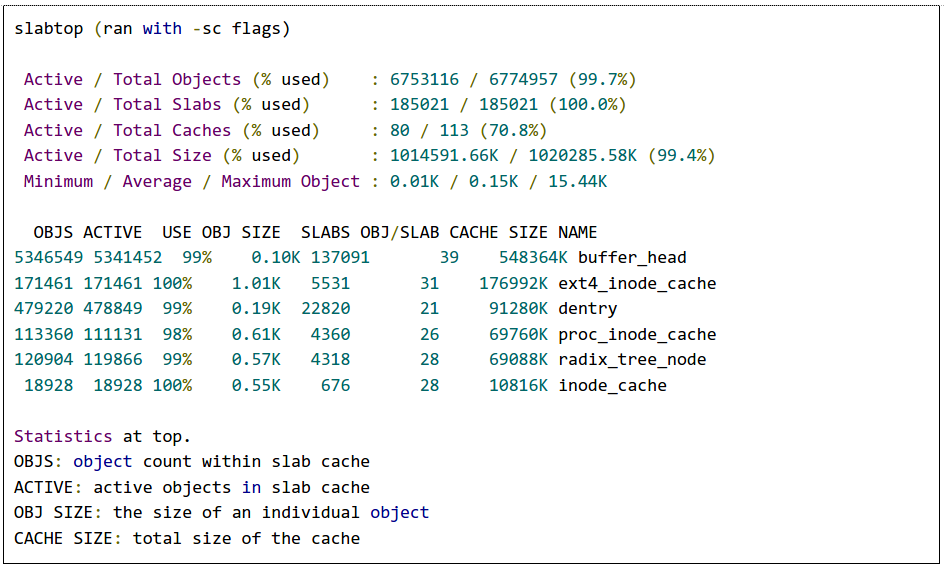 slabtop (ran with -sc flags)
Active / Total Objects (% used)    : 6753116 / 6774957 (99.7%)
Active / Total Slabs (% used)      : 185021 / 185021 (100.0%)
Active / Total Caches (% used)     : 80 / 113 (70.8%)
Active / Total Size (% used)       : 1014591.66K / 1020285.58K (99.4%)
Minimum / Average / Maximum Object : 0.01K / 0.15K / 15.44K
OBJS ACTIVE  USE OBJ SIZE  SLABS OBJ/SLAB CACHE SIZE NAME
5346549 5341452  99%    0.10K 137091       39    548364K buffer_head
171461 171461 100%    1.01K   5531       31    176992K ext4_inode_cache
479220 478849  99%    0.19K  22820       21     91280K dentry
113360 111131  98%    0.61K   4360       26     69760K proc_inode_cache
120904 119866  99%    0.57K   4318       28     69088K radix_tree_node
18928  18928 100%    0.55K    676       28     10816K inode_cache
Statistics at top.
OBJS: object count within slab cache
ACTIVE: active objects in slab cache
OBJ SIZE: the size of an individual object
CACHE SIZE: total size of the cache